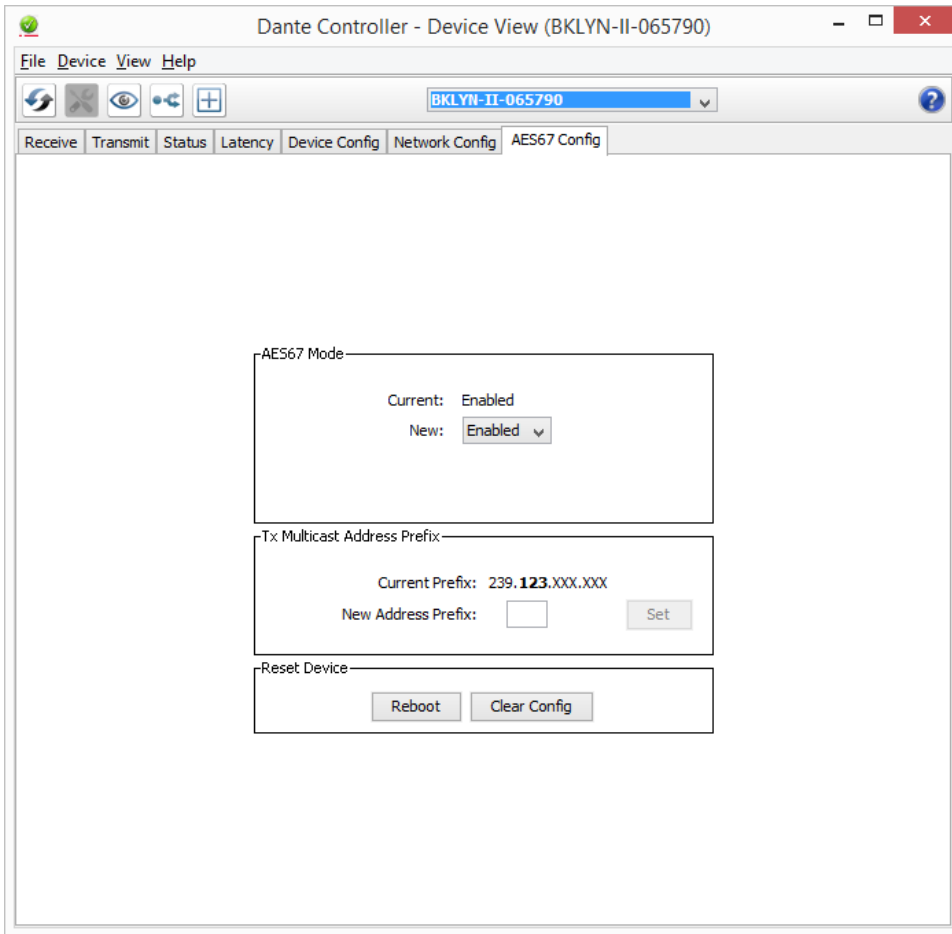 Dante Controller - Device View (BKLYN-II-065790)
File Device View Help
BKLYN-II-065790
Receive Transmit Status Latency Device Config Network Config AES67 Config
AES67 Mode
Current: Enabled
New: Enabled
Tx Multicast Address Prefix
Current Prefix: 239.123.XXX.XXX
New Address Prefix: Set
Reset Device
Reboot Clear Config